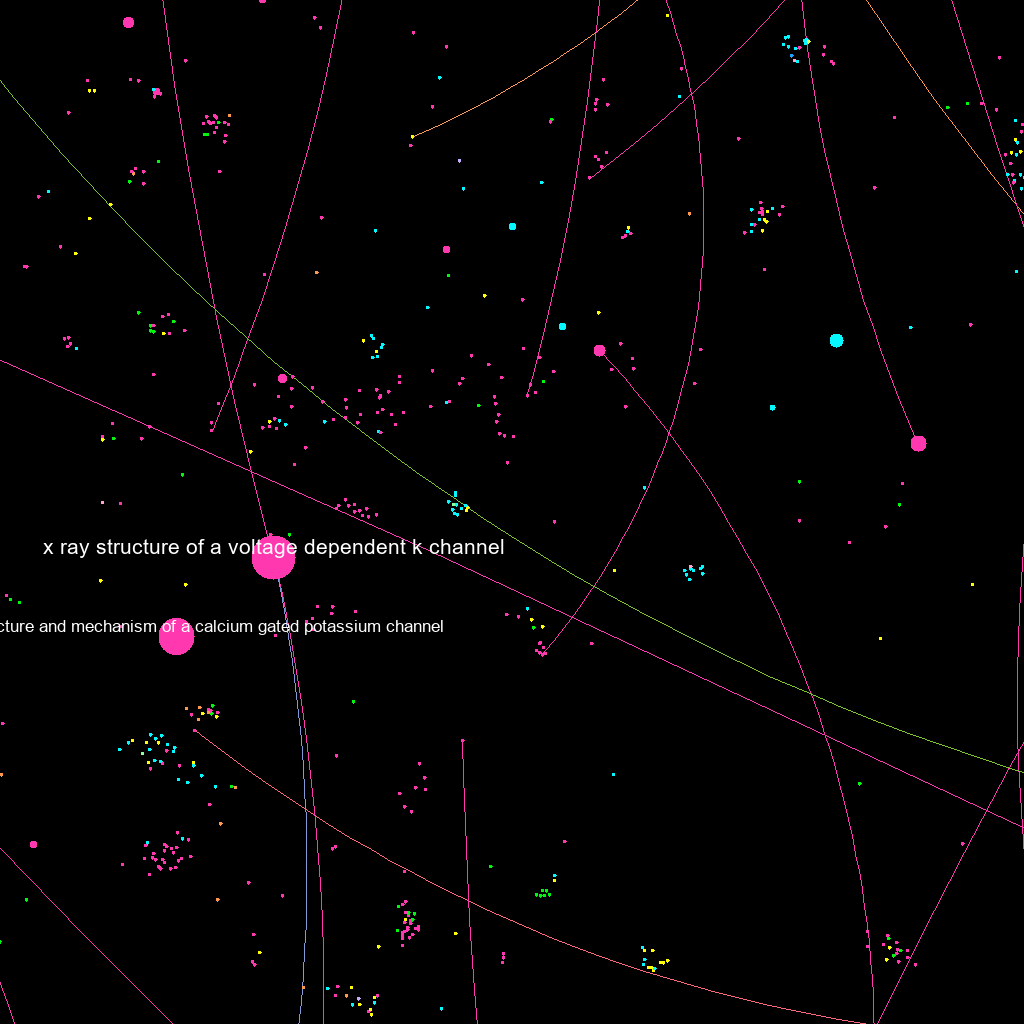 x ray structure of a voltage dependent k channel
cture and mechanism of a calcium gated potassium channel